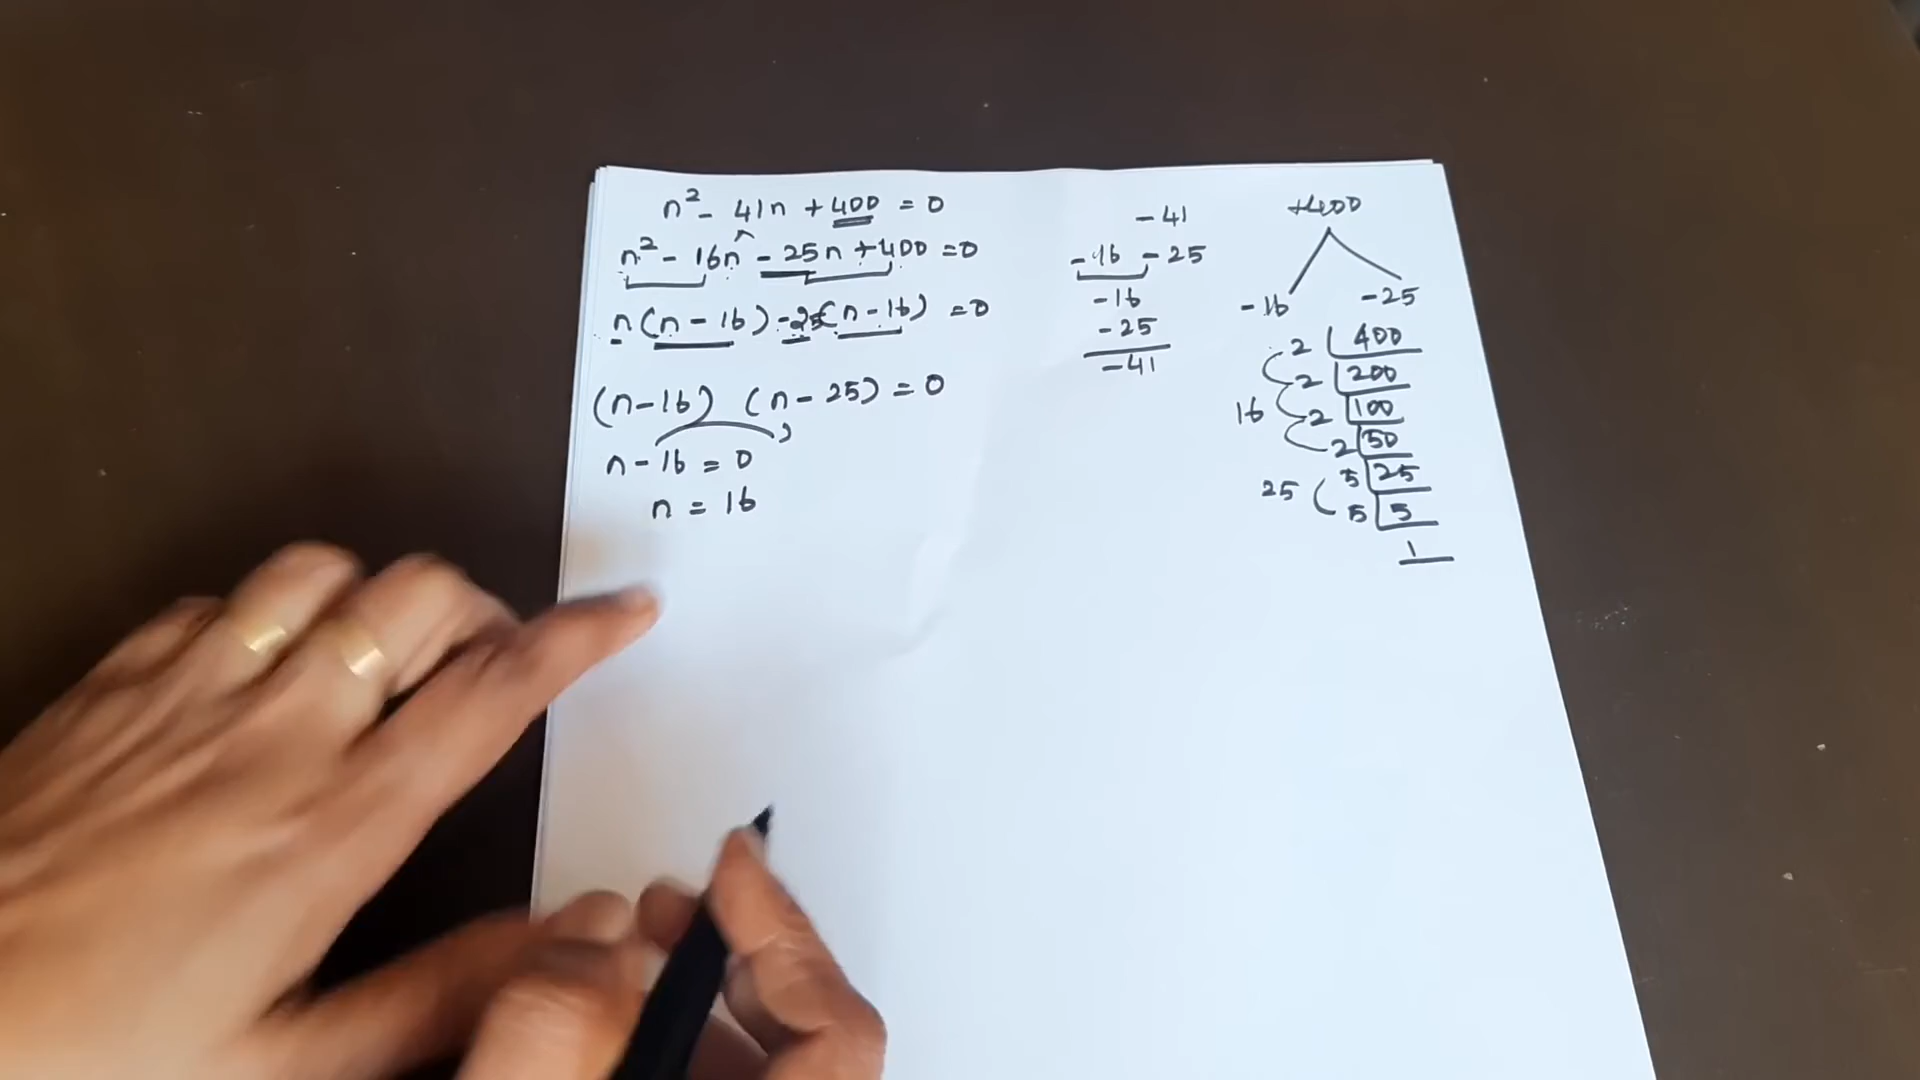 n² - 41n + 400 = 0
n² - 16n - 25n + 400 = 0
n (n - 16) - 25 (n - 16) = 0
(n - 16) (n - 25) = 0
n - 16 = 0
n = 16
- 41
- 16 - 25
- 16
- 25
- 41
+400
- 16 - 25
2 400
2 200
16 2 100
2 50
5 25
25 5 5
1